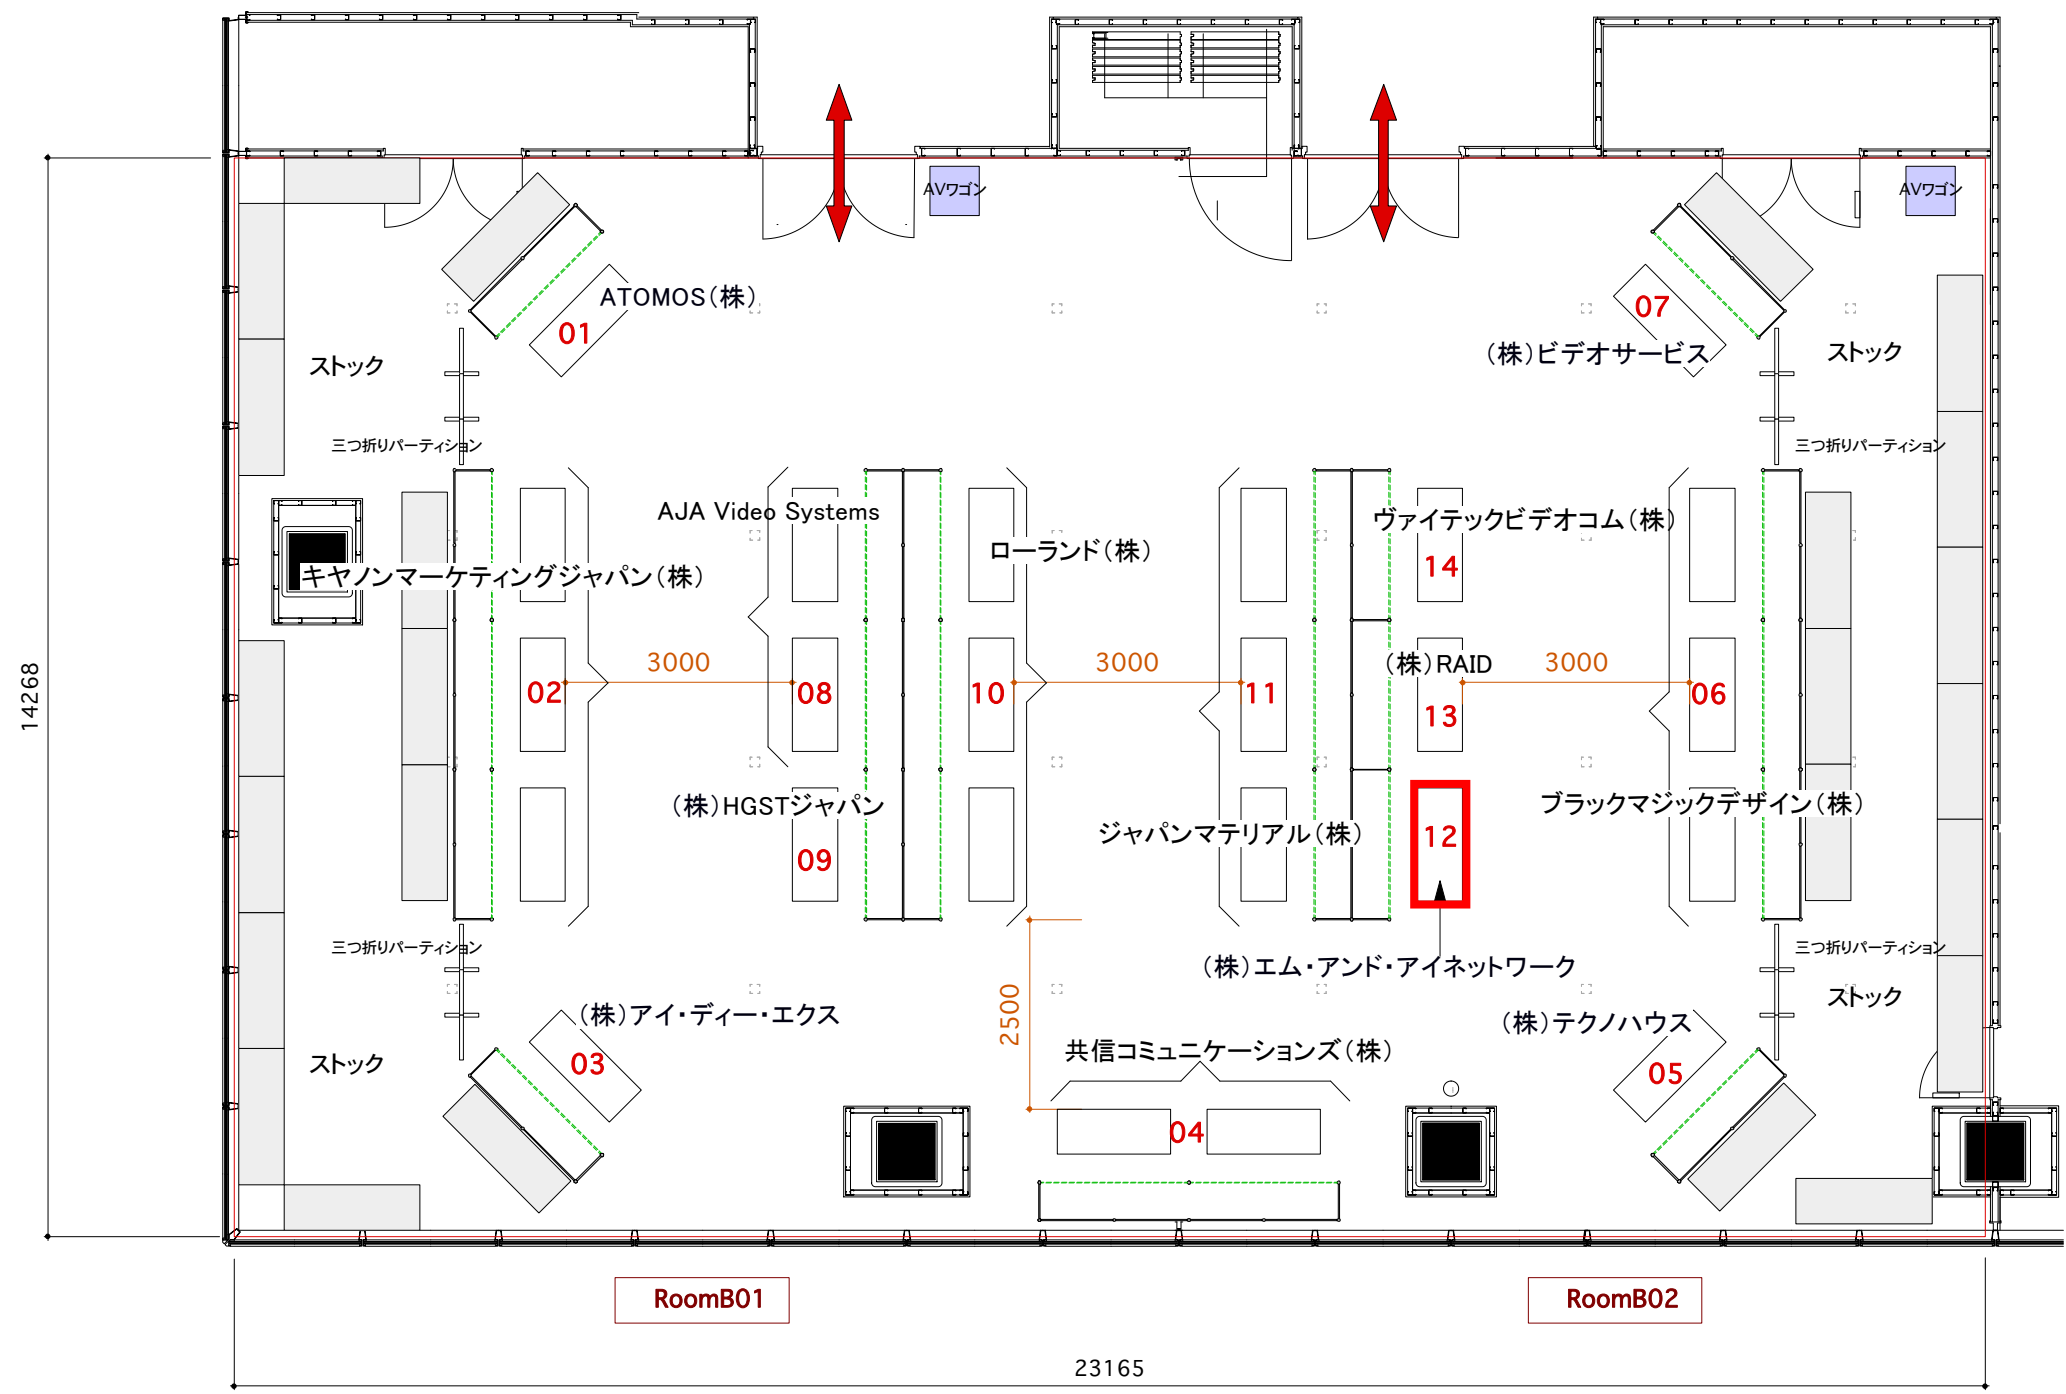 AVワゴン
AVワゴン
ATOMOS（株）
01
07
（株）ビデオサービス
ストック
ストック
三つ折りパーティション
三つ折りパーティション
AJA Video Systems
ヴァイテックビデオコム（株）
ローランド（株）
14
キヤノンマーケティングジャパン（株）
3000
3000
（株）RAID
3000
02
08
10
11
13
06
14268
（株）HGSTジャパン
ブラックマジックデザイン（株）
ジャパンマテリアル（株）
12
09
三つ折りパーティション
三つ折りパーティション
（株）エム・アンド・アイネットワーク
ストック
2500
（株）アイ・ディー・エクス
（株）テクノハウス
共信コミュニケーションズ（株）
ストック
03
05
04
RoomB01
RoomB02
23165